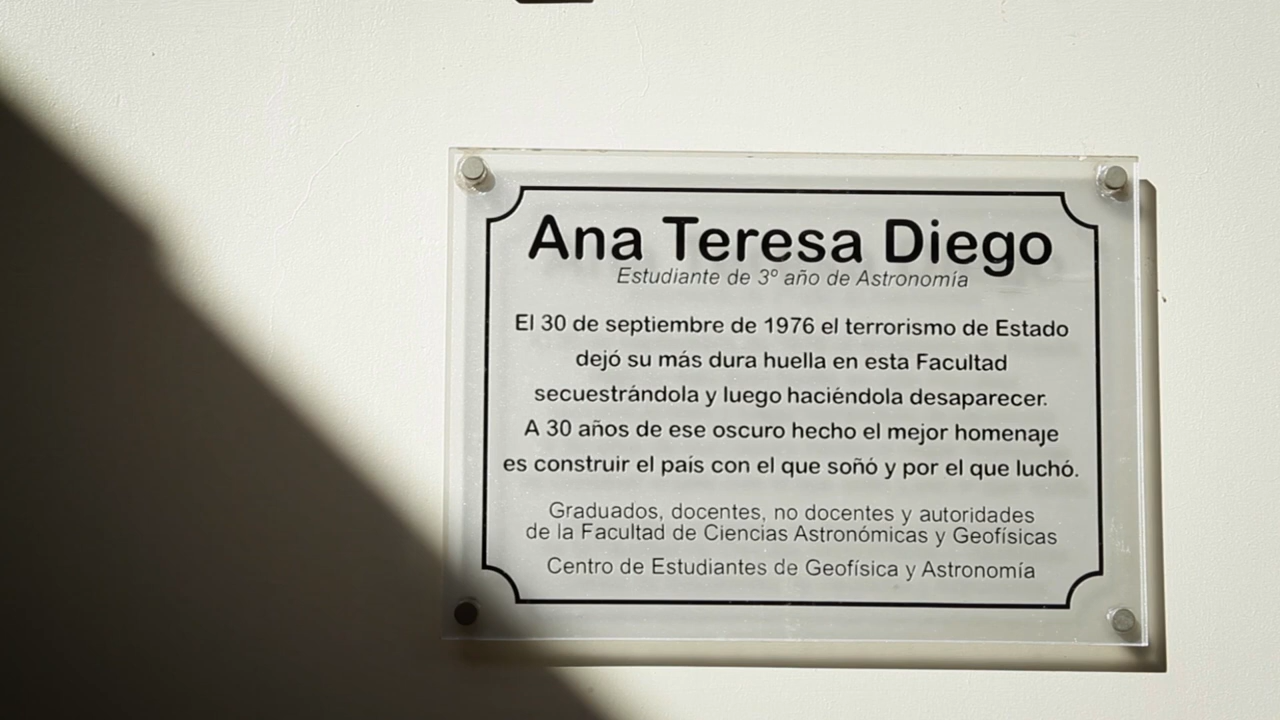 Ana Teresa Diego
Estudiante de 3º año de Astronomía
El 30 de septiembre de 1976 el terrorismo de Estado
dejó su más dura huella en esta Facultad
secuestrándola y luego haciéndola desaparecer.
A 30 años de ese oscuro hecho el mejor homenaje
es construir el país con el que soñó y por el que luchó.
Graduados, docentes, no docentes y autoridades
de la Facultad de Ciencias Astronómicas y Geofísicas
Centro de Estudiantes de Geofísica y Astronomía